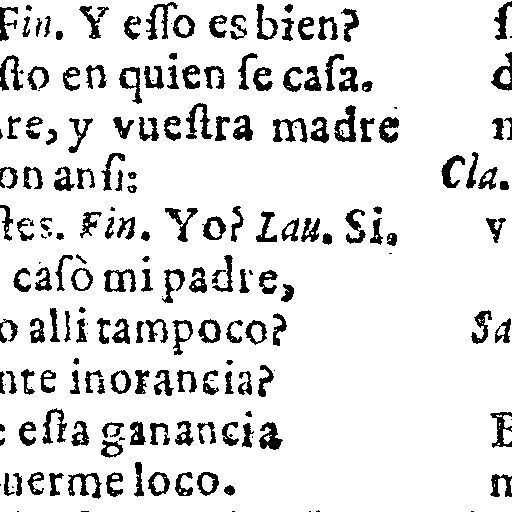 Fin. Y eſſo es bien?
ſto en quien ſe caſa.
re, y vueſtra madre
on anſi:
ſtes. Fin. Yo? Lau. Si,
caſò mi padre,
o alli tampoco?
nte inorancia?
e eſta ganancia
uerme loco.
Cla.
v
Sa